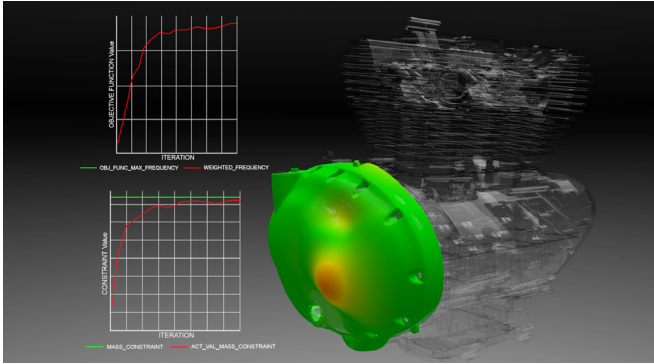 OBJECTIVE FUNCTION Value
ITERATION
OBJ_FUNC_MAX_FREQUENCY WEIGHTED_FREQUENCY
CONSTRAINT Value
ITERATION
MASS_CONSTRAINT ACT_VAL_MASS_CONSTRAINT